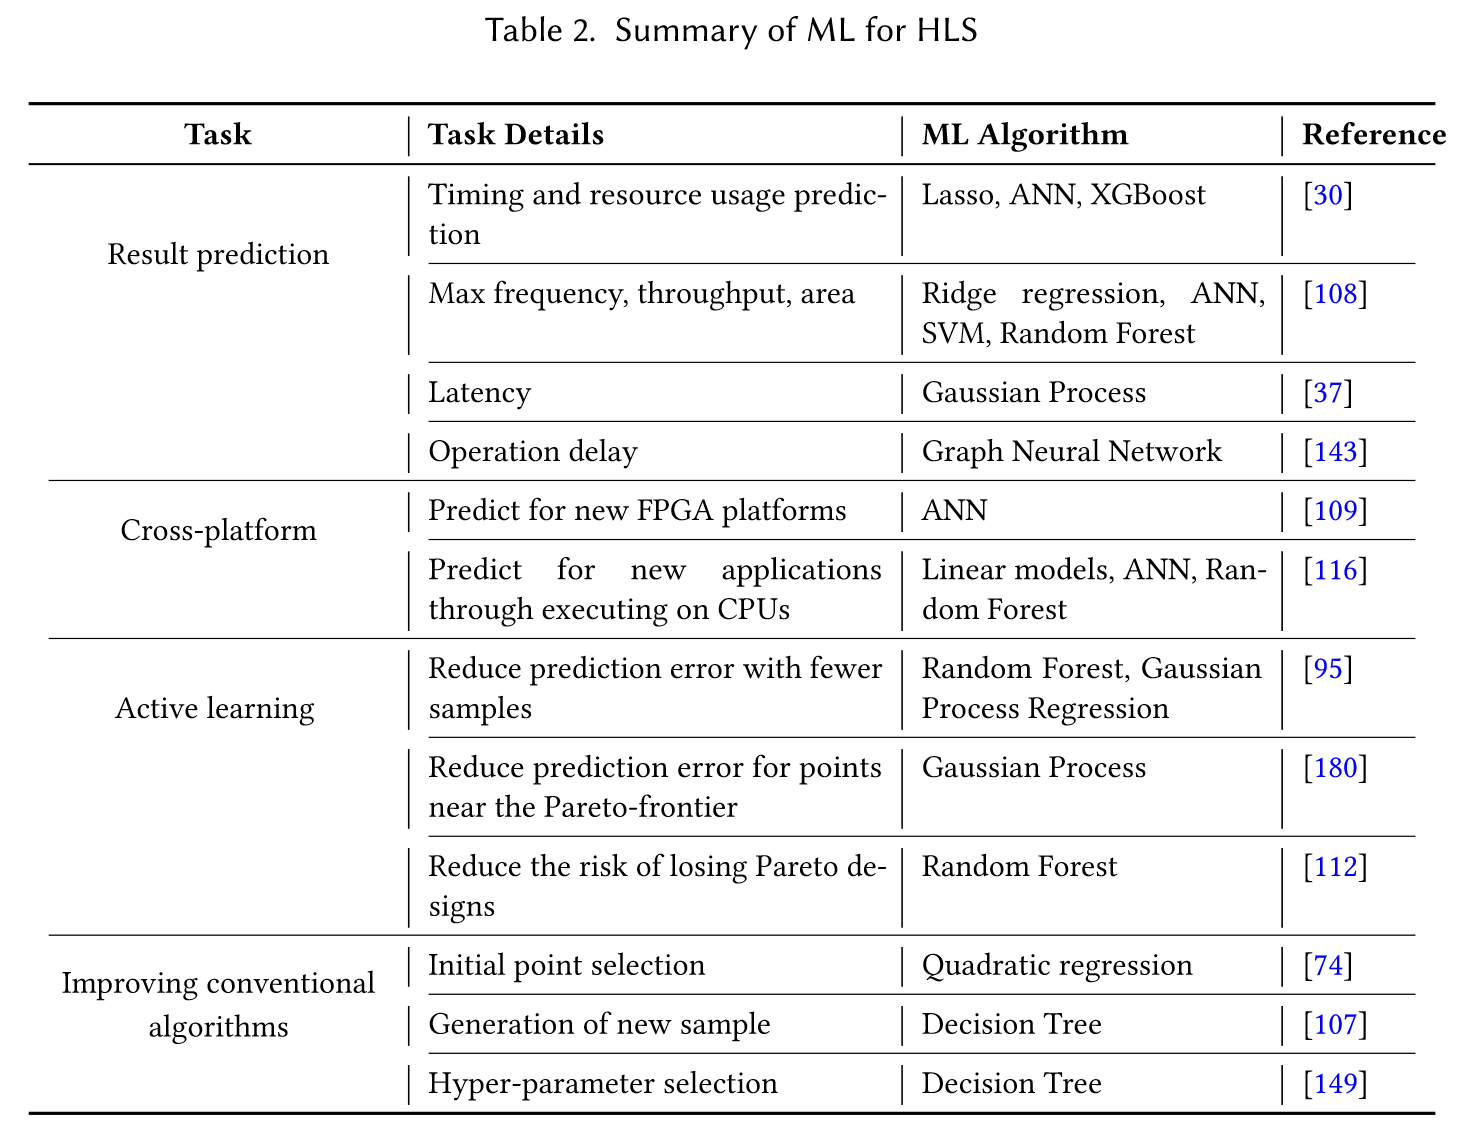 Table 2. Summary of ML for HLS
Task Task Details ML Algorithm Reference
Result prediction
Timing and resource usage predic-
tion
Lasso, ANN, XGBoost
[30]
Max frequency, throughput, area
Ridge regression, ANN,
SVM, Random Forest
[108]
Latency
Gaussian Process
[37]
Operation delay
Graph Neural Network
[143]
Cross-platform
Predict for new FPGA platforms
ANN
[109]
Predict for new applications
through executing on CPUs
Linear models, ANN, Ran-
dom Forest
[116]
Active learning
Reduce prediction error with fewer
samples
Random Forest, Gaussian
Process Regression
[95]
Reduce prediction error for points
near the Pareto-frontier
Gaussian Process
[180]
Reduce the risk of losing Pareto de-
signs
Random Forest
[112]
Improving conventional
algorithms
Initial point selection
Quadratic regression
[74]
Generation of new sample
Decision Tree
[107]
Hyper-parameter selection
Decision Tree
[149]